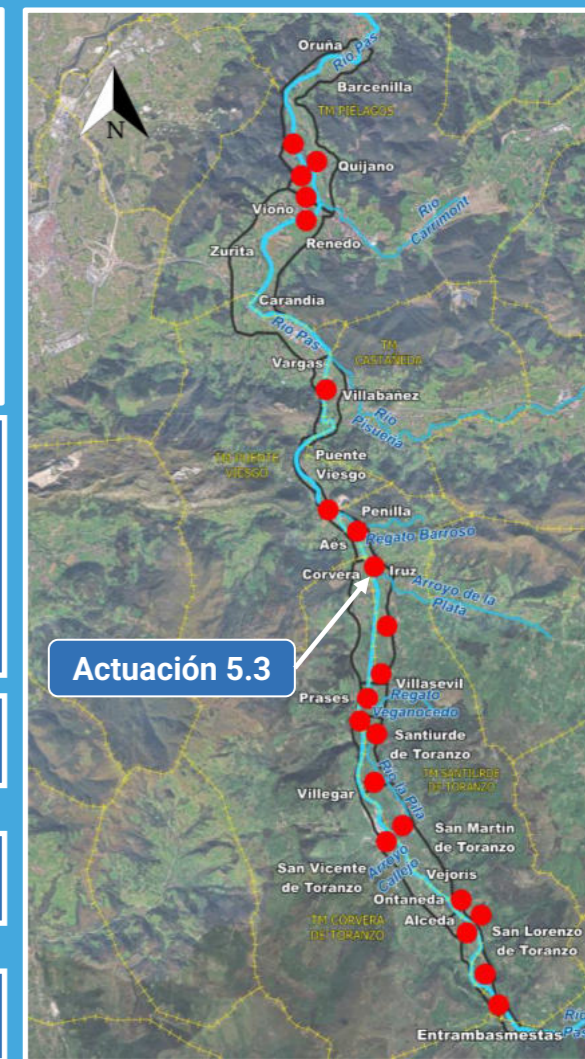 Oruña
Río Pas
Barcenilla
TM PIÉLAGOS
N
Quijano
Vioño
Río
Carrimont
Zurita
Renedo
Carandía
Río Pas
TM
CASTAÑEDA
Vargas
Villabáñez
Río
Pisueña
TM PUENTE
VIESGO
Puente
Viesgo
Penilla
Regato Barroso
Aes
Corvera
Iruz
Arroyo de la
Plata
Actuación 5.3
Villasevil
Prases
Regato
Veganocedo
Santiurde
de Toranzo
TM SANTIURDE
DE TORANZO
Villegar
Río la Pila
San Martín
de Toranzo
San Vicente
de Toranzo
Arroyo
Callejo
Vejorís
Ontaneda
Alceda
TM CORVERA
DE TORANZO
San Lorenzo
de Toranzo
Entrambasmestas
Río
Pas